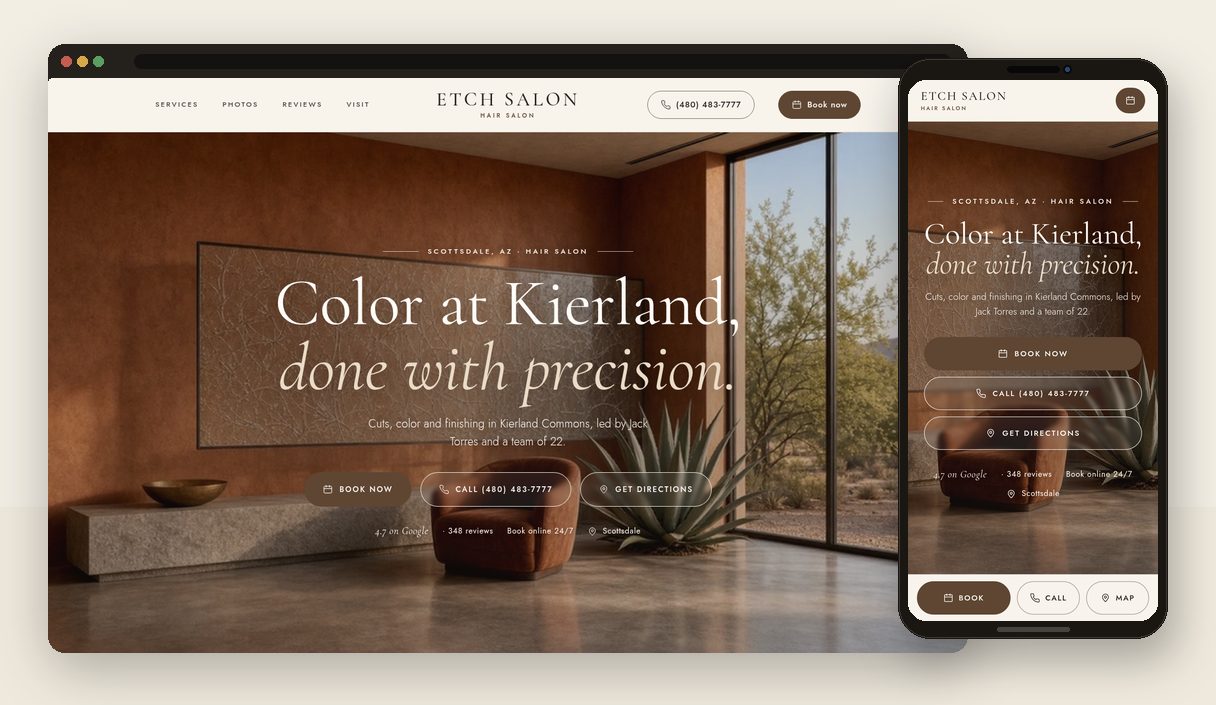 SERVICES PHOTOS REVIEWS VISIT
ETCH SALON
HAIR SALON
(480) 483-7777
Book now
SCOTTSDALE, AZ · HAIR SALON
Color at Kierland,
done with precision.
Cuts, color and finishing in Kierland Commons, led by Jack
Torres and a team of 22.
BOOK NOW
CALL (480) 483-7777
GET DIRECTIONS
4.7 on Google · 348 reviews Book online 24/7 Scottsdale
ETCH SALON
HAIR SALON
SCOTTSDALE, AZ · HAIR SALON
Color at Kierland,
done with precision.
Cuts, color and finishing in Kierland Commons, led by
Jack Torres and a team of 22.
BOOK NOW
CALL (480) 483-7777
GET DIRECTIONS
4.7 on Google · 348 reviews Book online 24/7
Scottsdale
BOOK CALL MAP